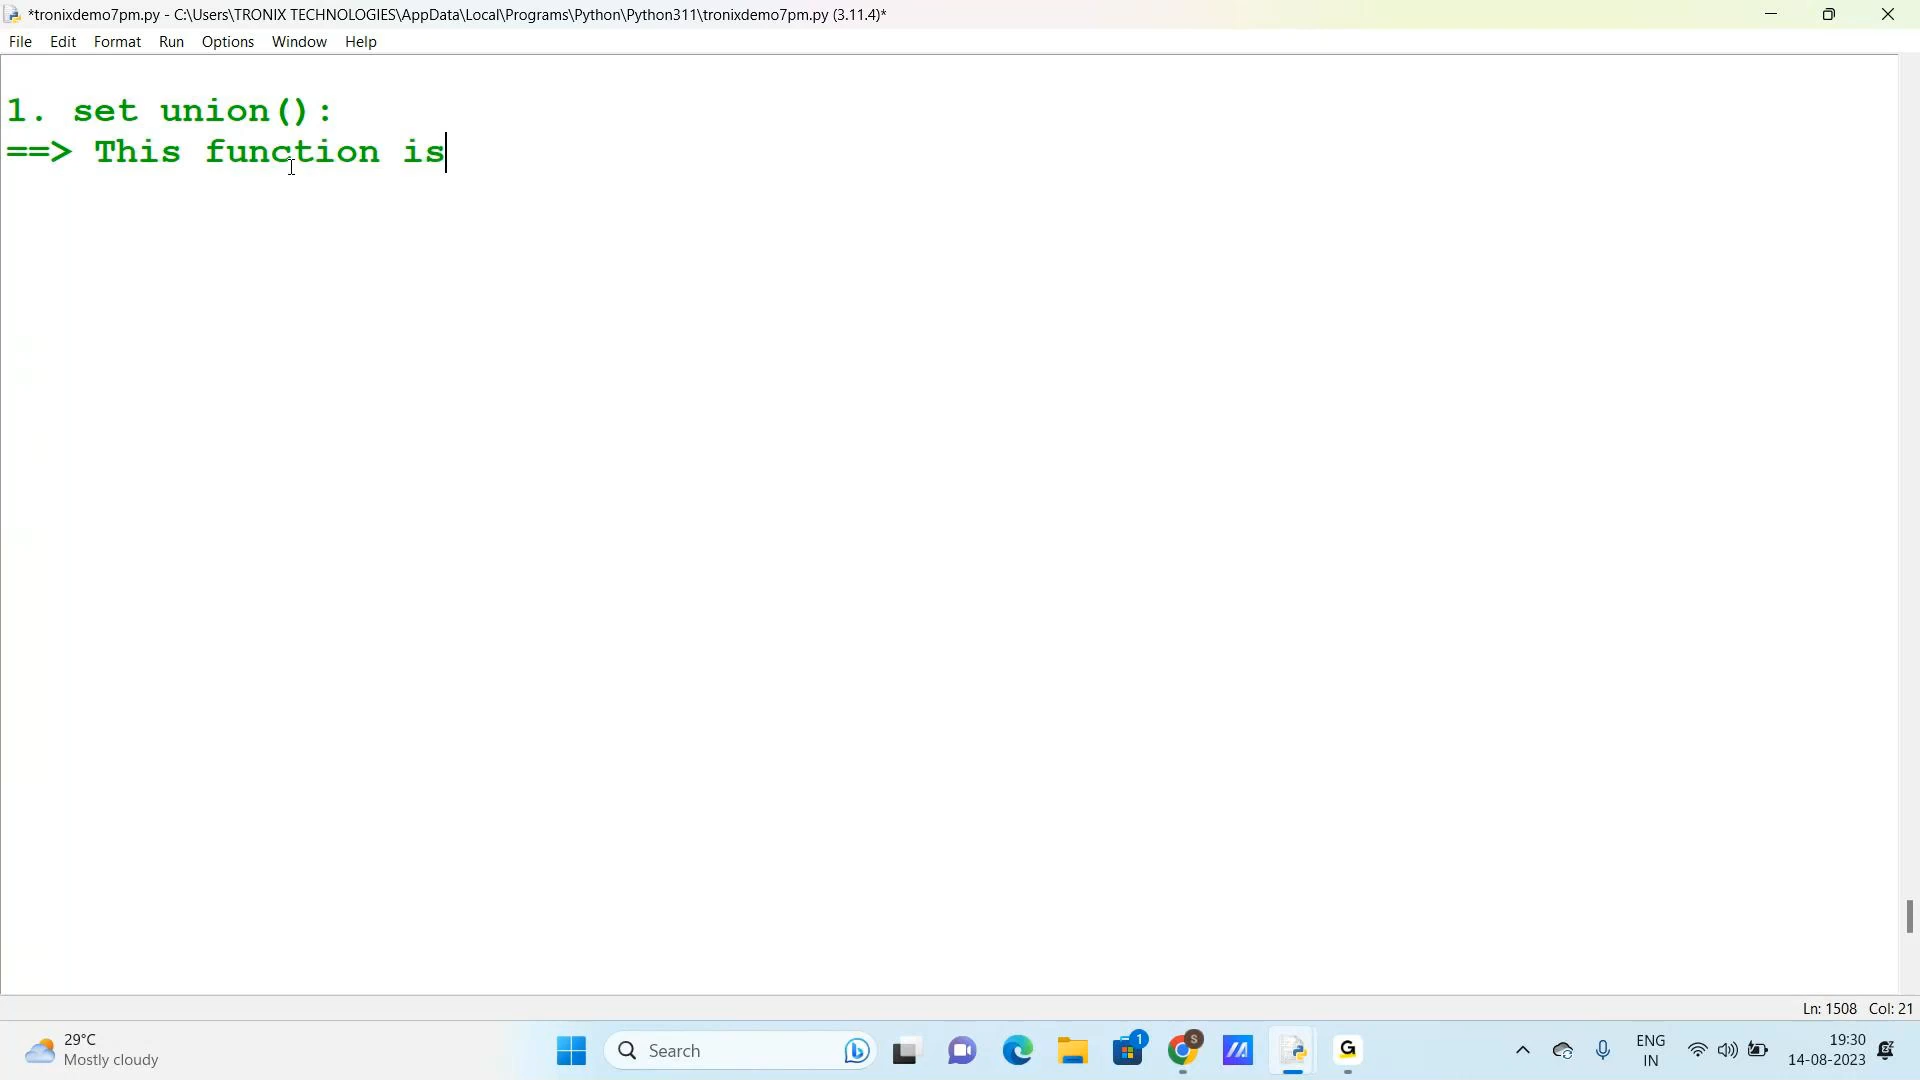 *tronixdemo7pm.py - C:\Users\TRONIX TECHNOLOGIES\AppData\Local\Programs\Python\Python311\tronixdemo7pm.py (3.11.4)*
File Edit Format Run Options Window Help
1. set union():
==> This function is
Ln: 1508 Col: 21
29°C
Mostly cloudy
Search
1
S
G
ENG
IN
19:30
14-08-2023